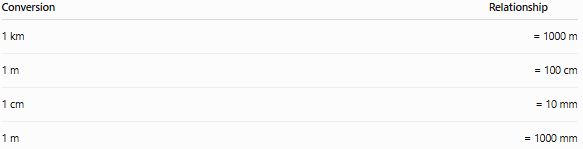 Conversion Relationship
1 km = 1000 m
1 m = 100 cm
1 cm = 10 mm
1 m = 1000 mm